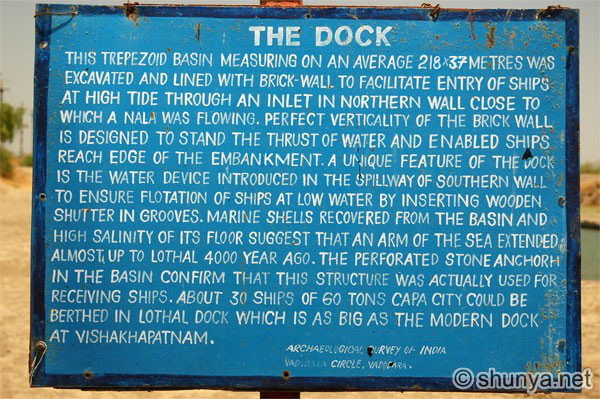 THE DOCK
THIS TREPEZOID BASIN MEASURING ON AN AVERAGE 218×37 METRES WAS
EXCAVATED AND LINED WITH BRICK-WALL TO FACILITATE ENTRY OF SHIPS
AT HIGH TIDE THROUGH AN INLET IN NORTHERN WALL CLOSE TO
WHICH A NALA WAS FLOWING. PERFECT VERTICALITY OF THE BRICK WALL
IS DESIGNED TO STAND THE THRUST OF WATER AND ENABLED SHIPS
REACH EDGE OF THE EMBANKMENT. A UNIQUE FEATURE OF THE DOCK
IS THE WATER DEVICE INTRODUCED IN THE SPILLWAY OF SOUTHERN WALL
TO ENSURE FLOTATION OF SHIPS AT LOW WATER BY INSERTING WOODEN
SHUTTER IN GROOVES. MARINE SHELLS RECOVERED FROM THE BASIN AND
HIGH SALINITY OF ITS FLOOR SUGGEST THAT AN ARM OF THE SEA EXTENDED
ALMOST UP TO LOTHAL 4000 YEAR AGO. THE PERFORATED STONE ANCHORH
IN THE BASIN CONFIRM THAT THIS STRUCTURE WAS ACTUALLY USED FOR
RECEIVING SHIPS. ABOUT 30 SHIPS OF 60 TONS CAPA CITY COULD BE
BERTHED IN LOTHAL DOCK WHICH IS AS BIG AS THE MODERN DOCK
AT VISHAKHAPATNAM.
ARCHAEOLOGICAL SURVEY OF INDIA
CIRCLE,
©shunya.net